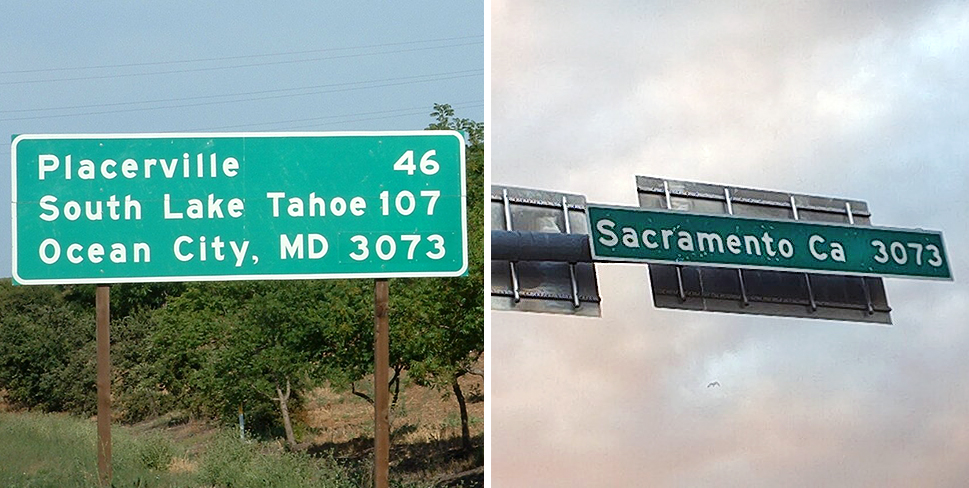 Placerville 46
South Lake Tahoe 107
Ocean City, MD 3073
Sacramento Ca 3073